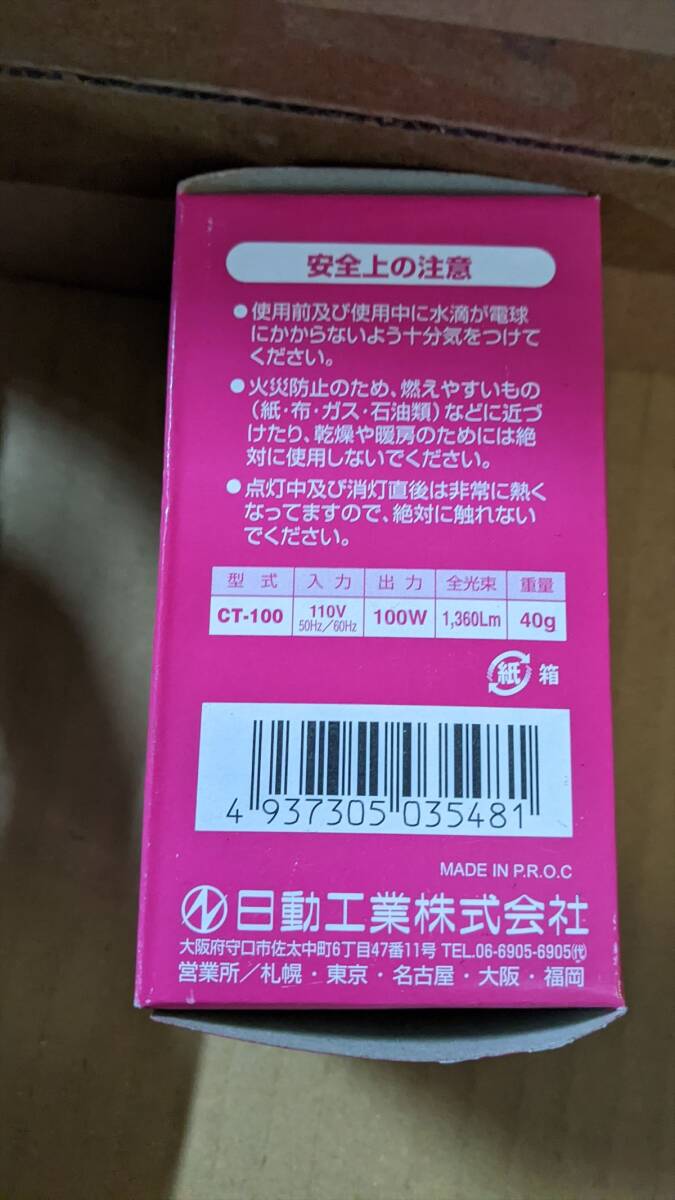 安全上の注意
●使用前及び使用中に水滴が電球
にかからないよう十分気をつけて
ください。
●火災防止のため、燃えやすいもの
(紙・布・ガス・石油類)などに近づ
けたり、乾燥や暖房のためには絶
対に使用しないでください。
●点灯中及び消灯直後は非常に熱く
なってますので、絶対に触れない
でください。
型式 入力 出力 全光束 重量
CT-100 110V 50Hz/60Hz 100W 1,360Lm 40g
紙 箱
4 937305 035481
MADE IN P.R.O.C
日動工業株式会社
大阪府守口市佐太中町6丁目47番11号 TEL.06-6905-6905㈹
営業所/札幌・東京・名古屋・大阪・福岡